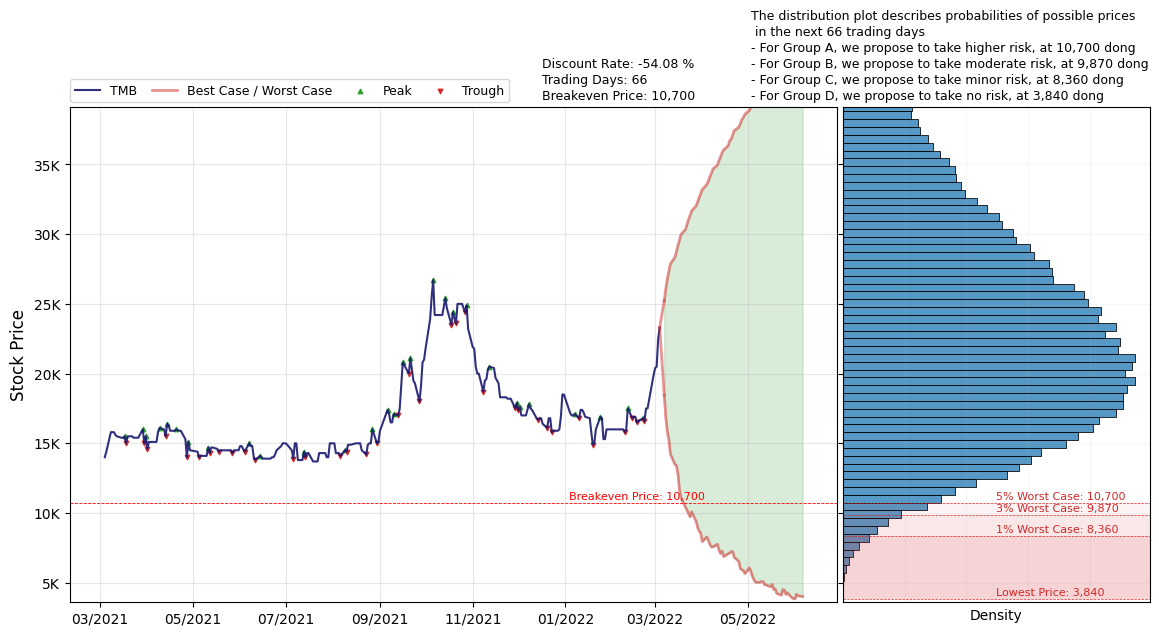 The distribution plot describes probabilities of possible prices
in the next 66 trading days
- For Group A, we propose to take higher risk, at 10,700 dong
- For Group B, we propose to take moderate risk, at 9,870 dong
- For Group C, we propose to take minor risk, at 8,360 dong
- For Group D, we propose to take no risk, at 3,840 dong
Discount Rate: -54.08 %
Trading Days: 66
Breakeven Price: 10,700
TMB
Best Case / Worst Case
Peak
Trough
Stock Price
35K
30K
25K
20K
15K
10K
5K
Breakeven Price: 10,700
03/2021
05/2021
07/2021
09/2021
11/2021
01/2022
03/2022
05/2022
5% Worst Case: 10,700
3% Worst Case: 9,870
1% Worst Case: 8,360
Lowest Price: 3,840
Density